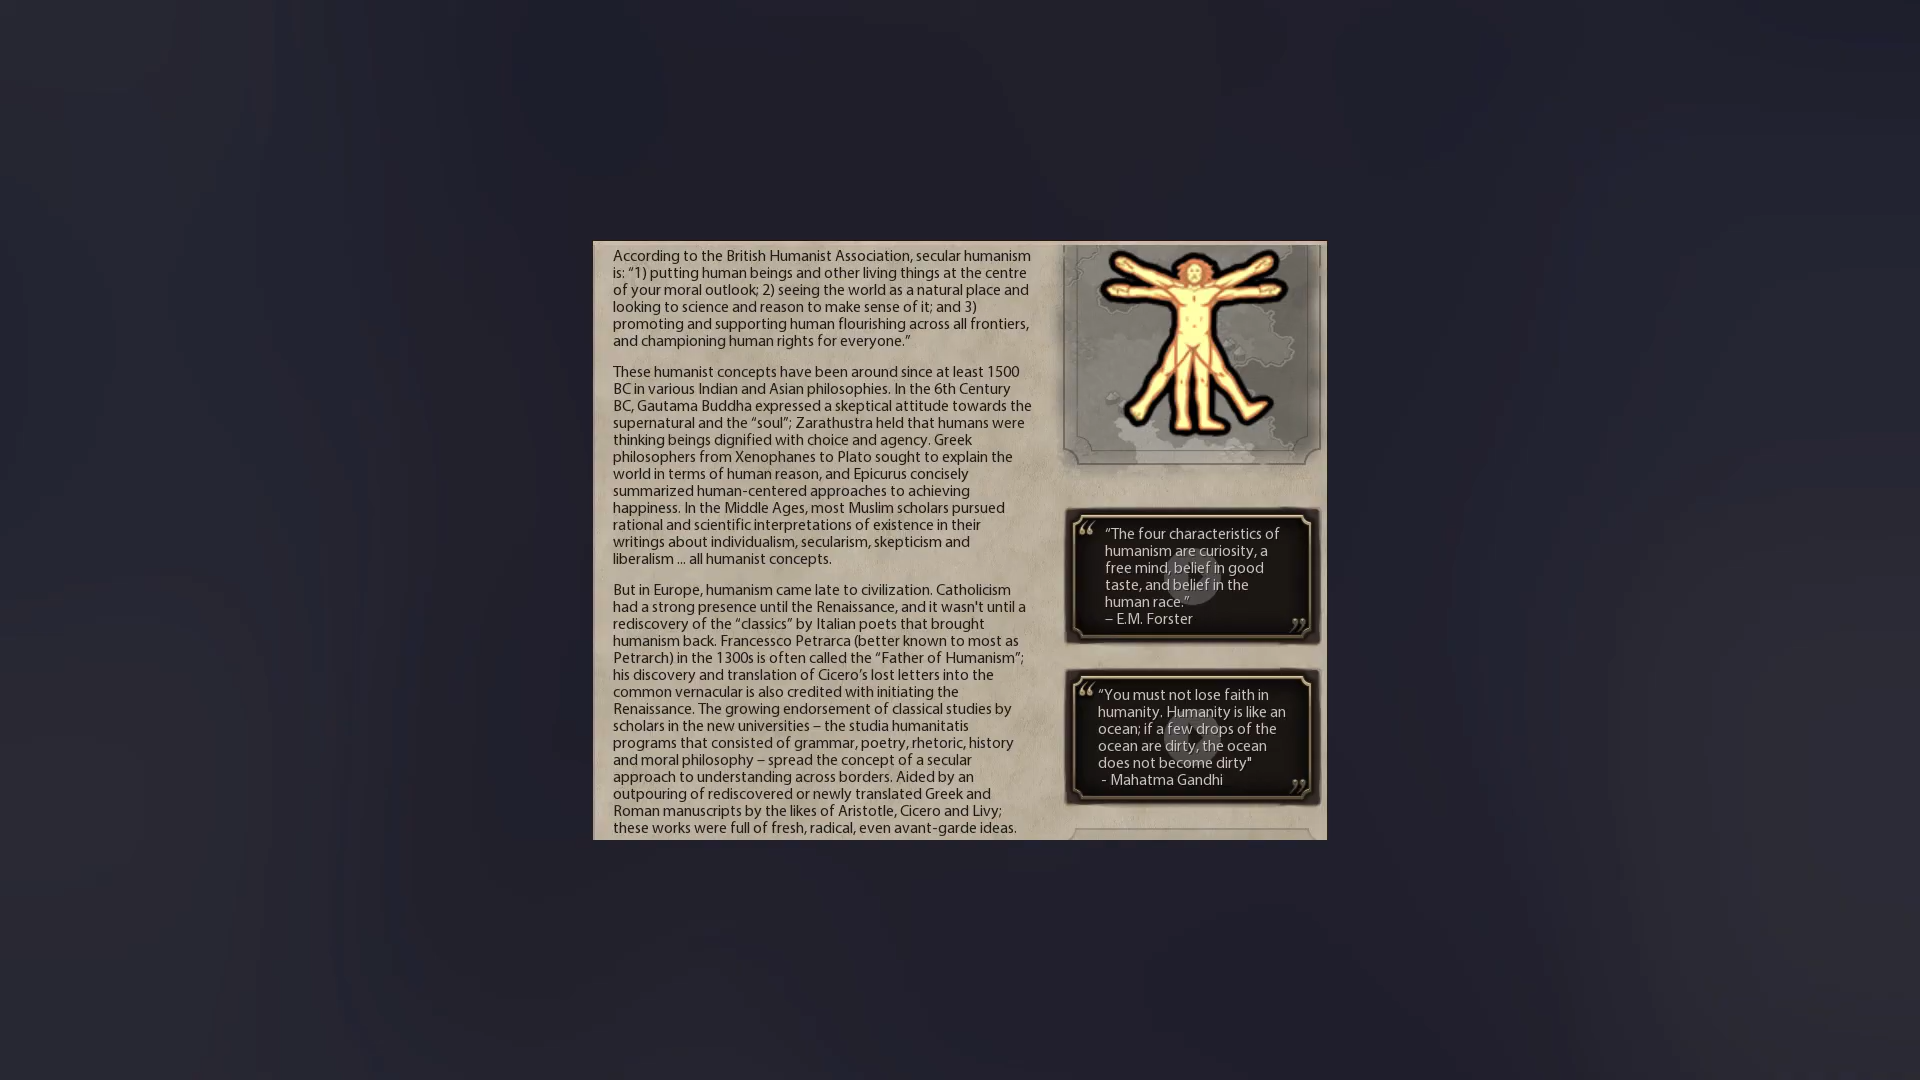 According to the British Humanist Association, secular humanism
is: “1) putting human beings and other living things at the centre
of your moral outlook; 2) seeing the world as a natural place and
looking to science and reason to make sense of it; and 3)
promoting and supporting human flourishing across all frontiers,
and championing human rights for everyone.”
These humanist concepts have been around since at least 1500
BC in various Indian and Asian philosophies. In the 6th Century
BC, Gautama Buddha expressed a skeptical attitude towards the
supernatural and the “soul”; Zarathustra held that humans were
thinking beings dignified with choice and agency. Greek
philosophers from Xenophanes to Plato sought to explain the
world in terms of human reason, and Epicurus concisely
summarized human-centered approaches to achieving
happiness. In the Middle Ages, most Muslim scholars pursued
rational and scientific interpretations of existence in their
writings about individualism, secularism, skepticism and
liberalism ... all humanist concepts.
But in Europe, humanism came late to civilization. Catholicism
had a strong presence until the Renaissance, and it wasn't until a
rediscovery of the “classics” by Italian poets that brought
humanism back. Francessco Petrarca (better known to most as
Petrarch) in the 1300s is often called the “Father of Humanism”;
his discovery and translation of Cicero’s lost letters into the
common vernacular is also credited with initiating the
Renaissance. The growing endorsement of classical studies by
scholars in the new universities – the studia humanitatis
programs that consisted of grammar, poetry, rhetoric, history
and moral philosophy – spread the concept of a secular
approach to understanding across borders. Aided by an
outpouring of rediscovered or newly translated Greek and
Roman manuscripts by the likes of Aristotle, Cicero and Livy;
these works were full of fresh, radical, even avant-garde ideas.
“The four characteristics of
humanism are curiosity, a
free mind, belief in good
taste, and belief in the
human race.”
– E.M. Forster
“You must not lose faith in
humanity. Humanity is like an
ocean; if a few drops of the
ocean are dirty, the ocean
does not become dirty"
- Mahatma Gandhi